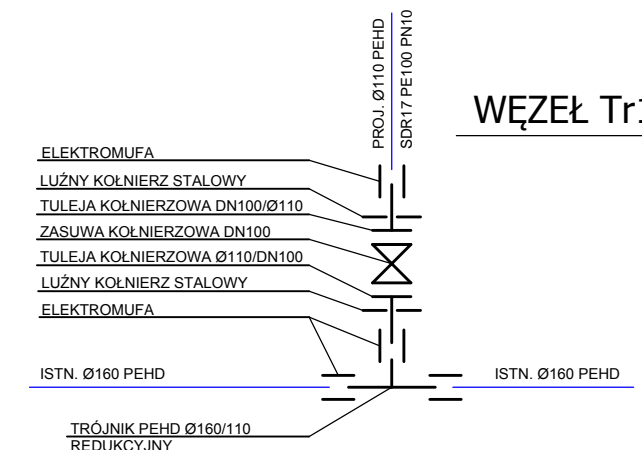 PROJ. Ø110 PEHD
SDR17 PE100 PN10
WĘZEŁ
ELEKTROMUFA
LUŹNY KOŁNIERZ STALOWY
TULEJA KOŁNIERZOWA DN100/Ø110
ZASUWA KOŁNIERZOWA DN100
TULEJA KOŁNIERZOWA Ø110/DN100
LUŹNY KOŁNIERZ STALOWY
ELEKTROMUFA
ISTN. Ø160 PEHD
ISTN. Ø160 PEHD
TRÓJNIK PEHD Ø160/110
REDUKCYJNY